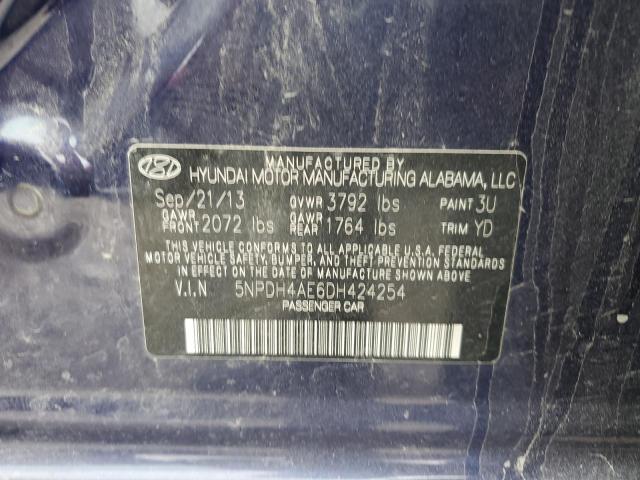 MANUFACTURED BY
HYUNDAI MOTOR MANUFACTURING ALABAMA, LLC
Sep/21/13 GVWR 3792 lbs PAINT 3U
GAWR FRONT 2072 lbs GAWR REAR 1764 lbs TRIM YD
THIS VEHICLE CONFORMS TO ALL APPLICABLE U.S.A. FEDERAL
MOTOR VEHICLE SAFETY, BUMPER, AND THEFT PREVENTION STANDARDS
IN EFFECT ON THE DATE OF MANUFACTURE SHOWN ABOVE.
V.I.N 5NPDH4AE6DH424254
PASSENGER CAR